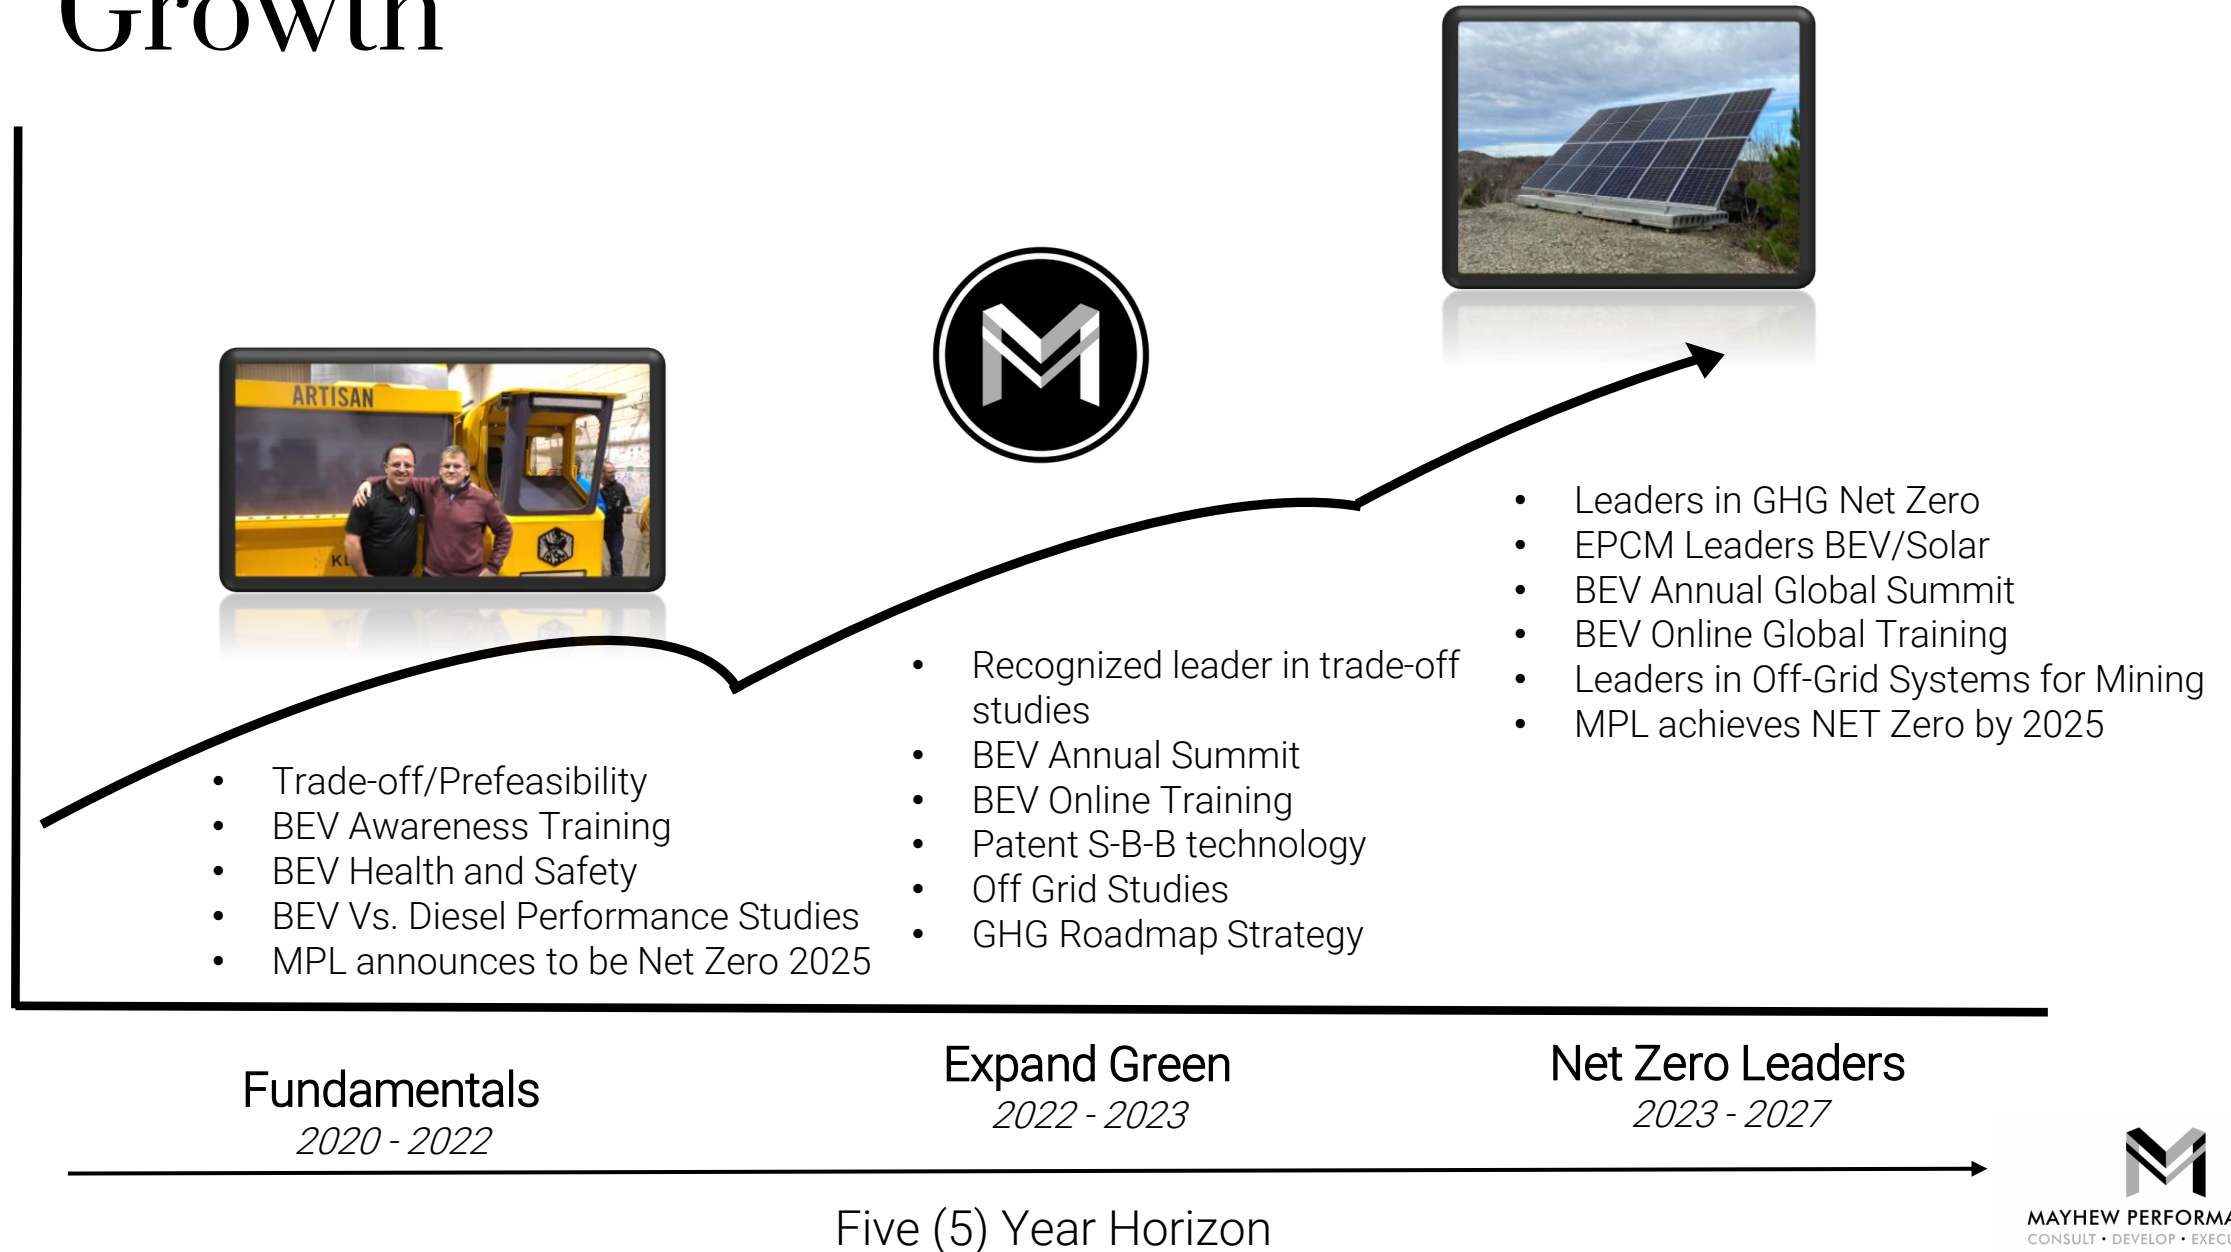 Growth
ARTISAN
• Leaders in GHG Net Zero
• EPCM Leaders BEV/Solar
• BEV Annual Global Summit
• BEV Online Global Training
• Leaders in Off-Grid Systems for Mining
• MPL achieves NET Zero by 2025
• Recognized leader in trade-off
studies
• BEV Annual Summit
• BEV Online Training
• Patent S-B-B technology
• Off Grid Studies
• GHG Roadmap Strategy
• Trade-off/Prefeasibility
• BEV Awareness Training
• BEV Health and Safety
• BEV Vs. Diesel Performance Studies
• MPL announces to be Net Zero 2025
Fundamentals
2020 - 2022
Expand Green
2022 - 2023
Net Zero Leaders
2023 - 2027
Five (5) Year Horizon
MAYHEW PERFORMA
CONSULT • DEVELOP • EXECU